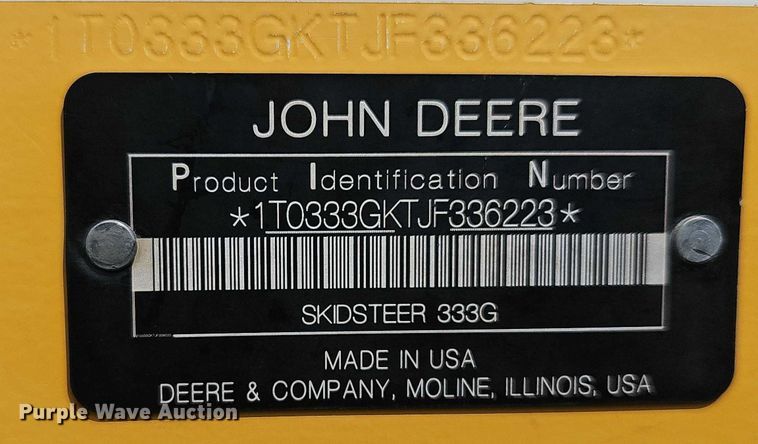 *1T0333GKTJF336223*
JOHN DEERE
Product Identification Number
*1T0333GKTJF336223*
SKIDSTEER 333G
MADE IN USA
DEERE & COMPANY, MOLINE, ILLINOIS, USA
Purple Wave Auction